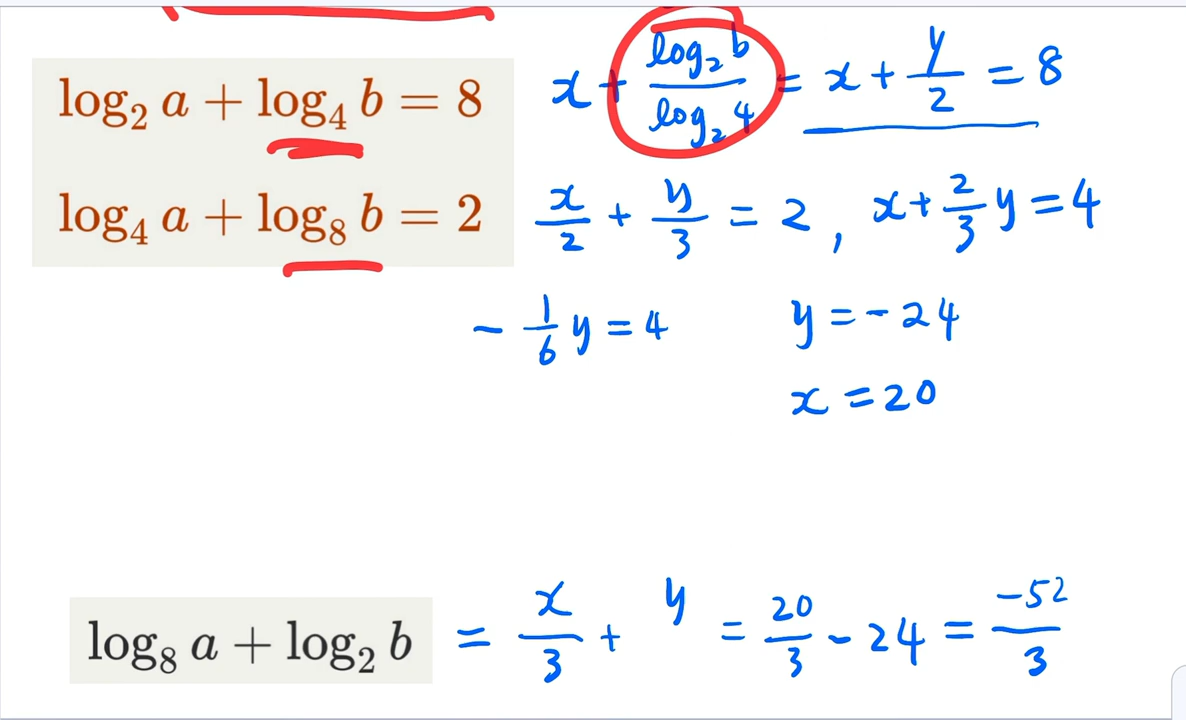 log₂ a + log₄ b = 8
x + log₂ b / log₂ 4 = x + y/2 = 8
log₄ a + log₈ b = 2
x/2 + y/3 = 2, x + 2/3 y = 4
- 1/6 y = 4
y = -24
x = 20
log₈ a + log₂ b = x/3 + y = 20/3 - 24 = -52/3